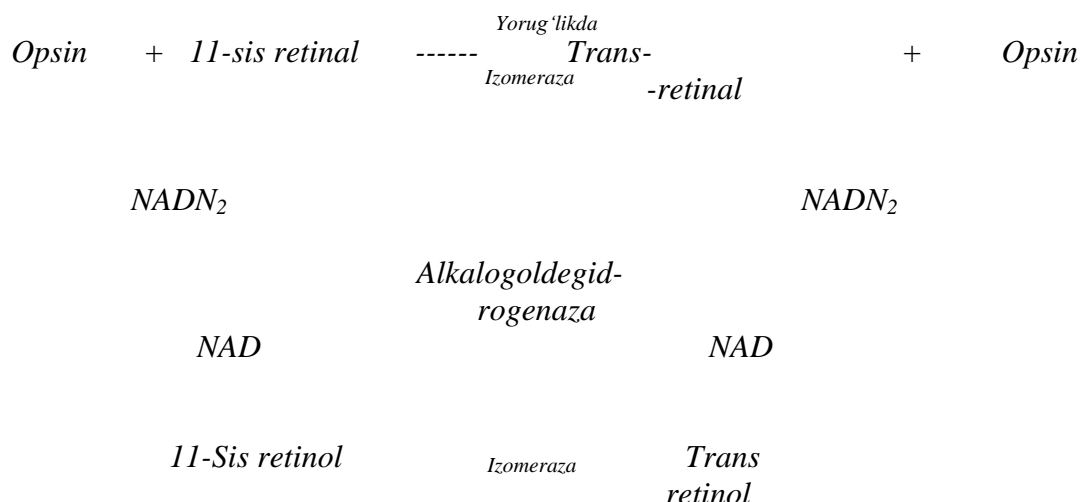 Yorug‘likda
Opsin + 11-sis retinal ------ Trans- + Opsin
Izomeraza
-retinal
NADN₂ NADN₂
Alkalogoldegid-
rogenaza
NAD NAD
11-Sis retinol Izomeraza Trans
retinol